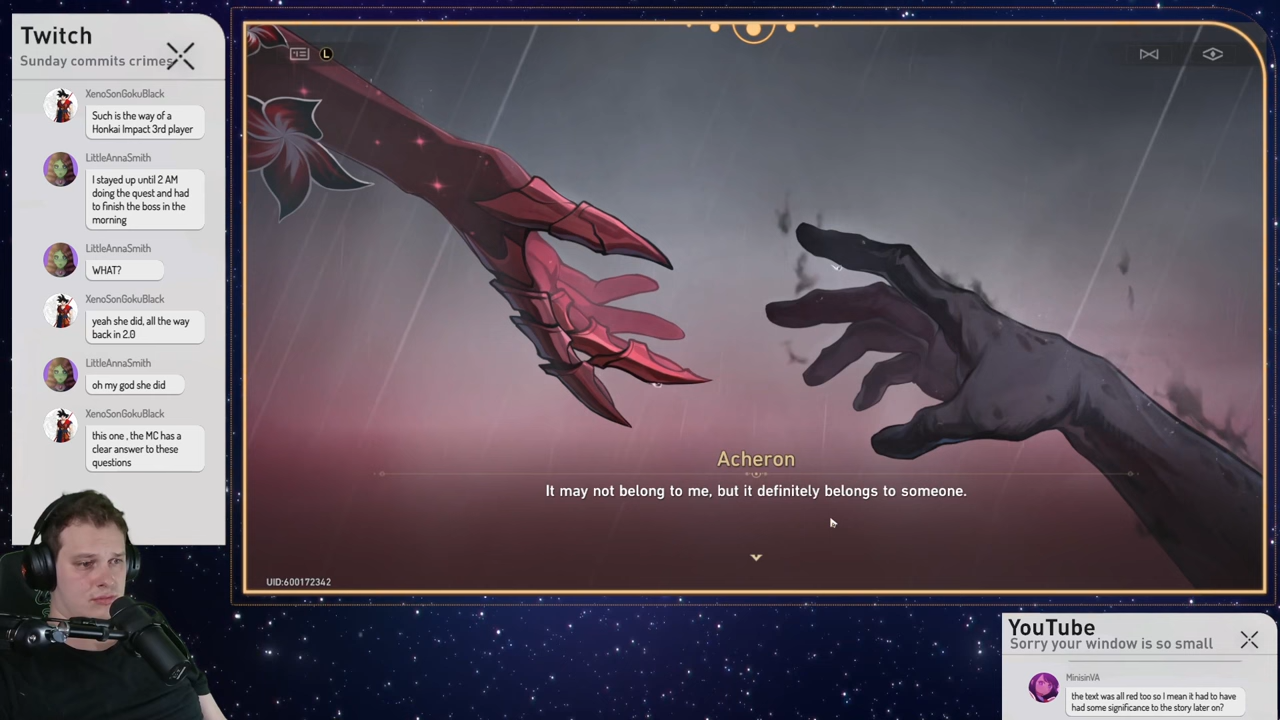 Twitch
Sunday commits crimes
XenoSonGokuBlack
Such is the way of a
Honkai Impact 3rd player
LittleAnnaSmith
I stayed up until 2 AM
doing the quest and had
to finish the boss in the
morning
LittleAnnaSmith
WHAT?
XenoSonGokuBlack
yeah she did, all the way
back in 2.0
LittleAnnaSmith
oh my god she did
XenoSonGokuBlack
this one , the MC has a
clear answer to these
questions
L
Acheron
It may not belong to me, but it definitely belongs to someone.
UID:600172342
YouTube
Sorry your window is so small
MinisinVA
the text was all red too so I mean it had to have
had some significance to the story later on?